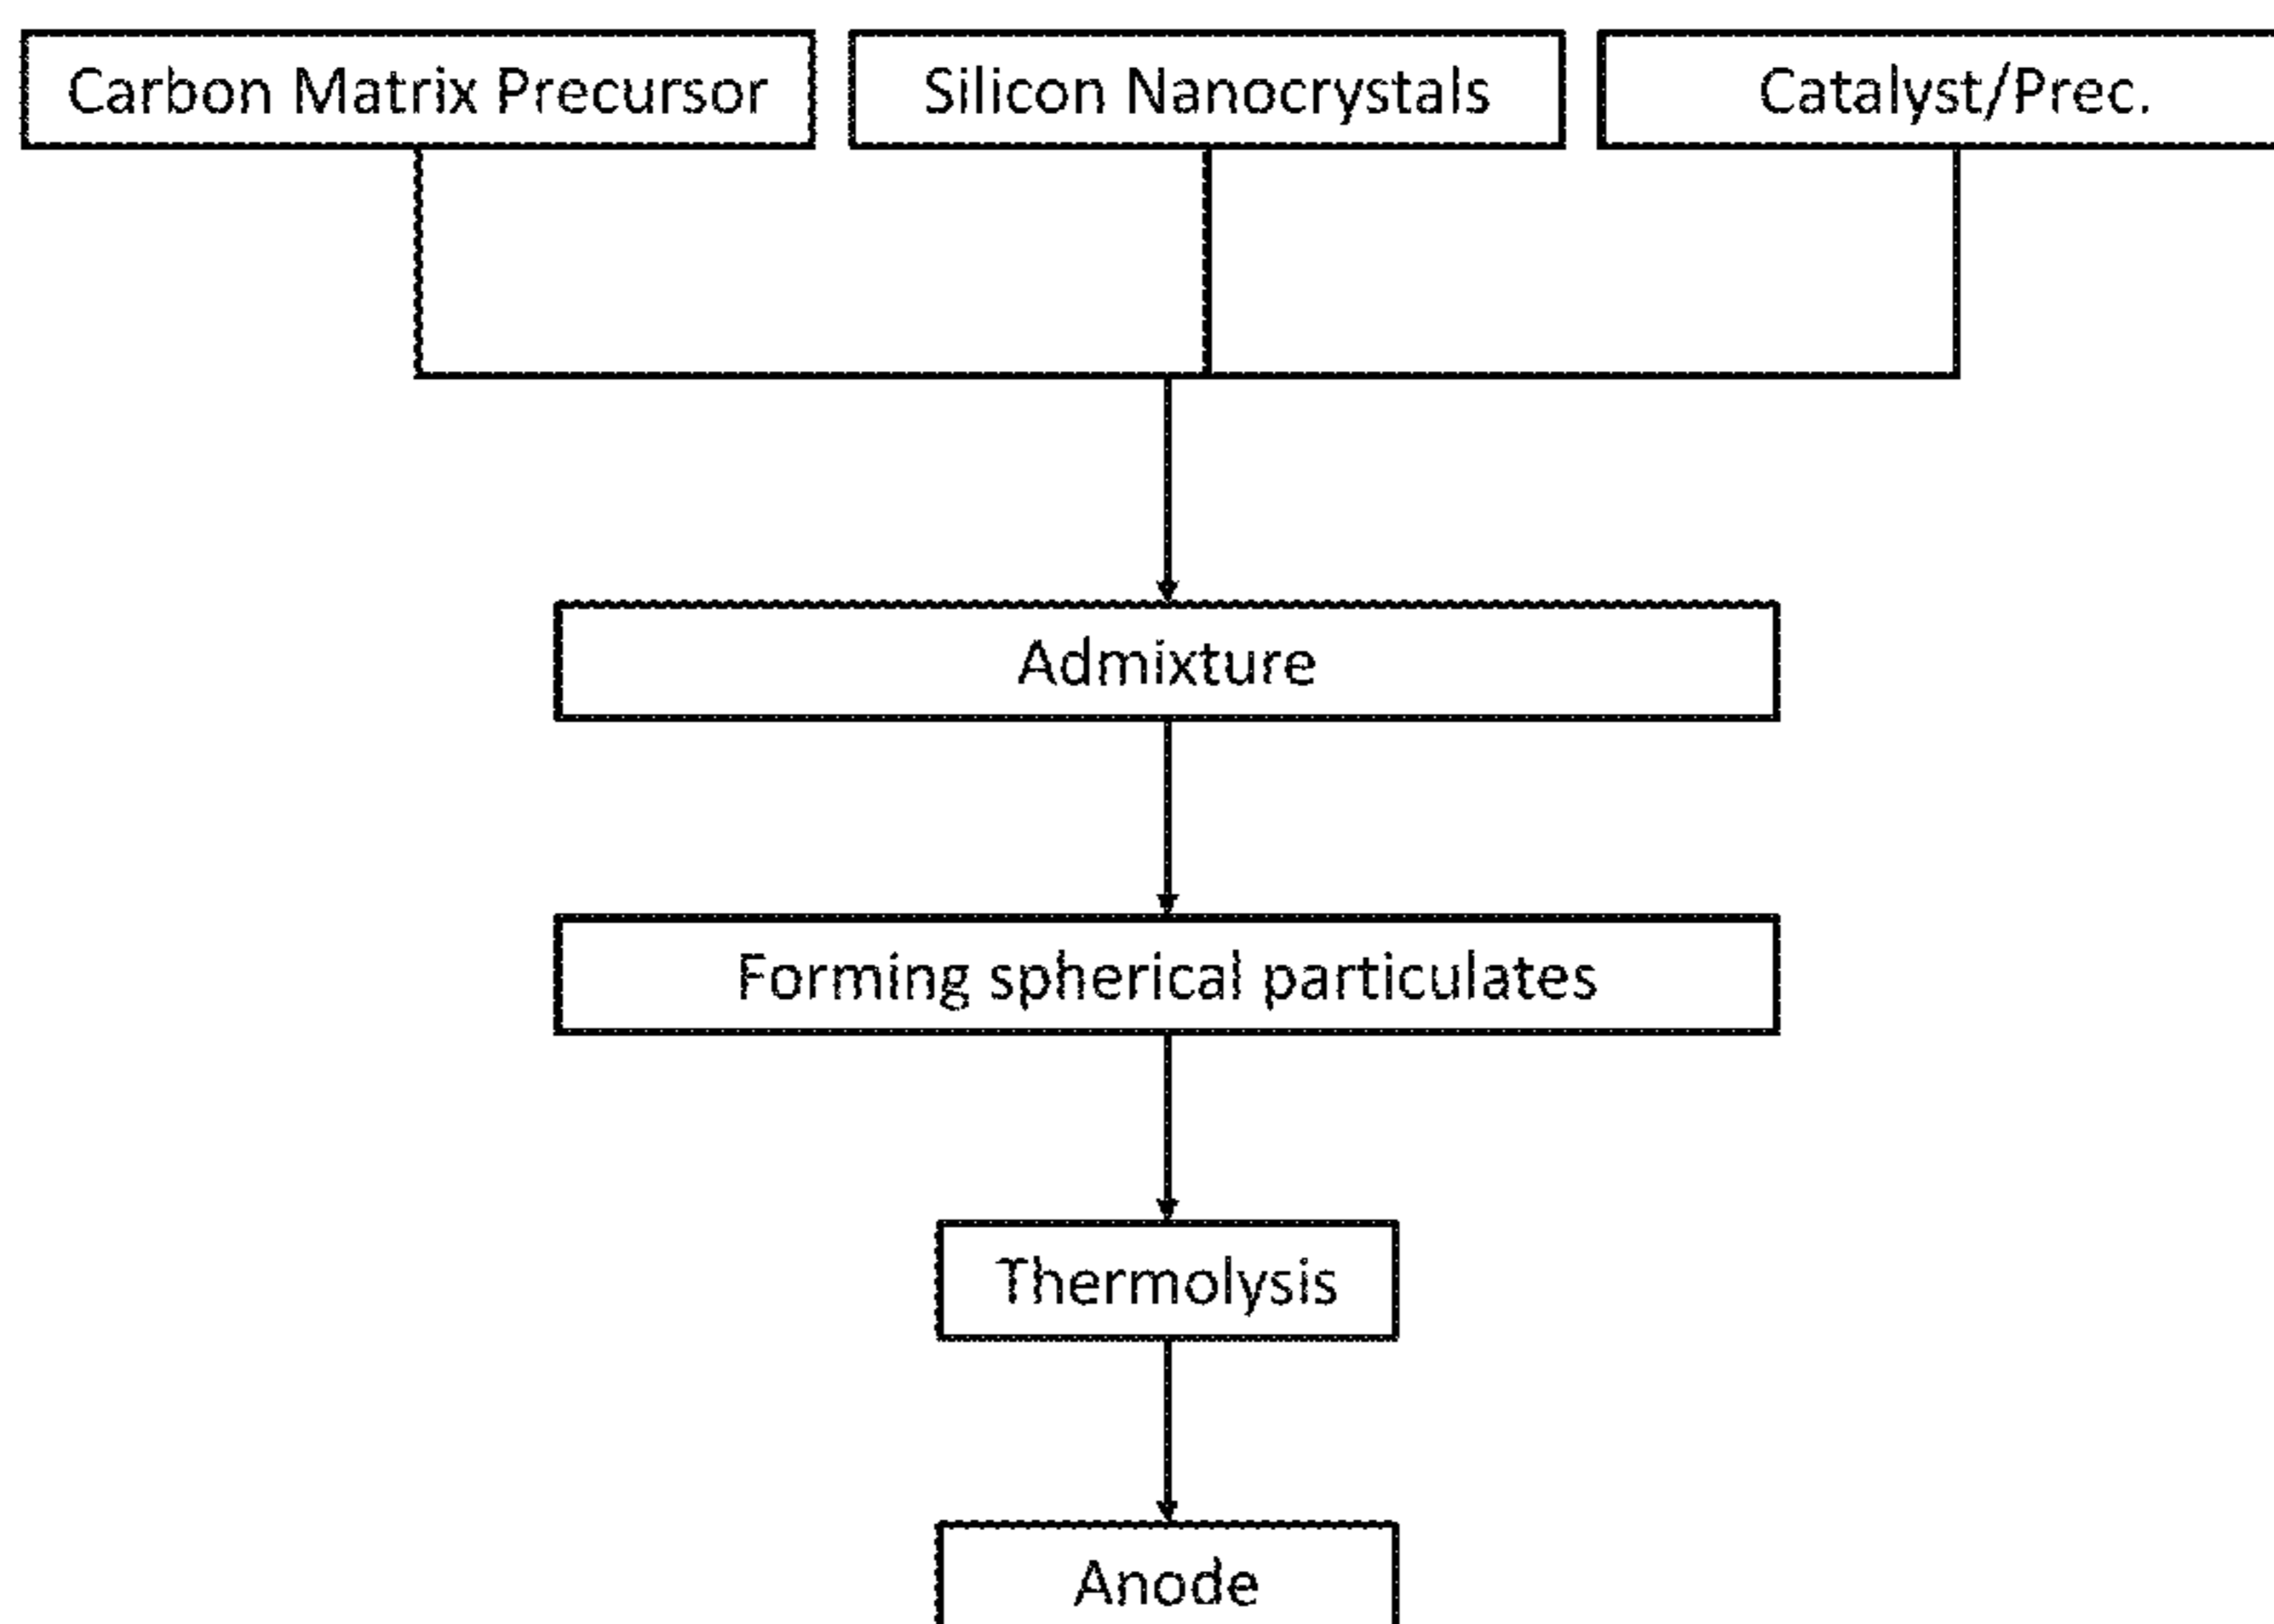 Carbon Matrix Precursor
Silicon Nanocrystals
Catalyst/Prec.
Admixture
Forming spherical particulates
Thermolysis
Anode